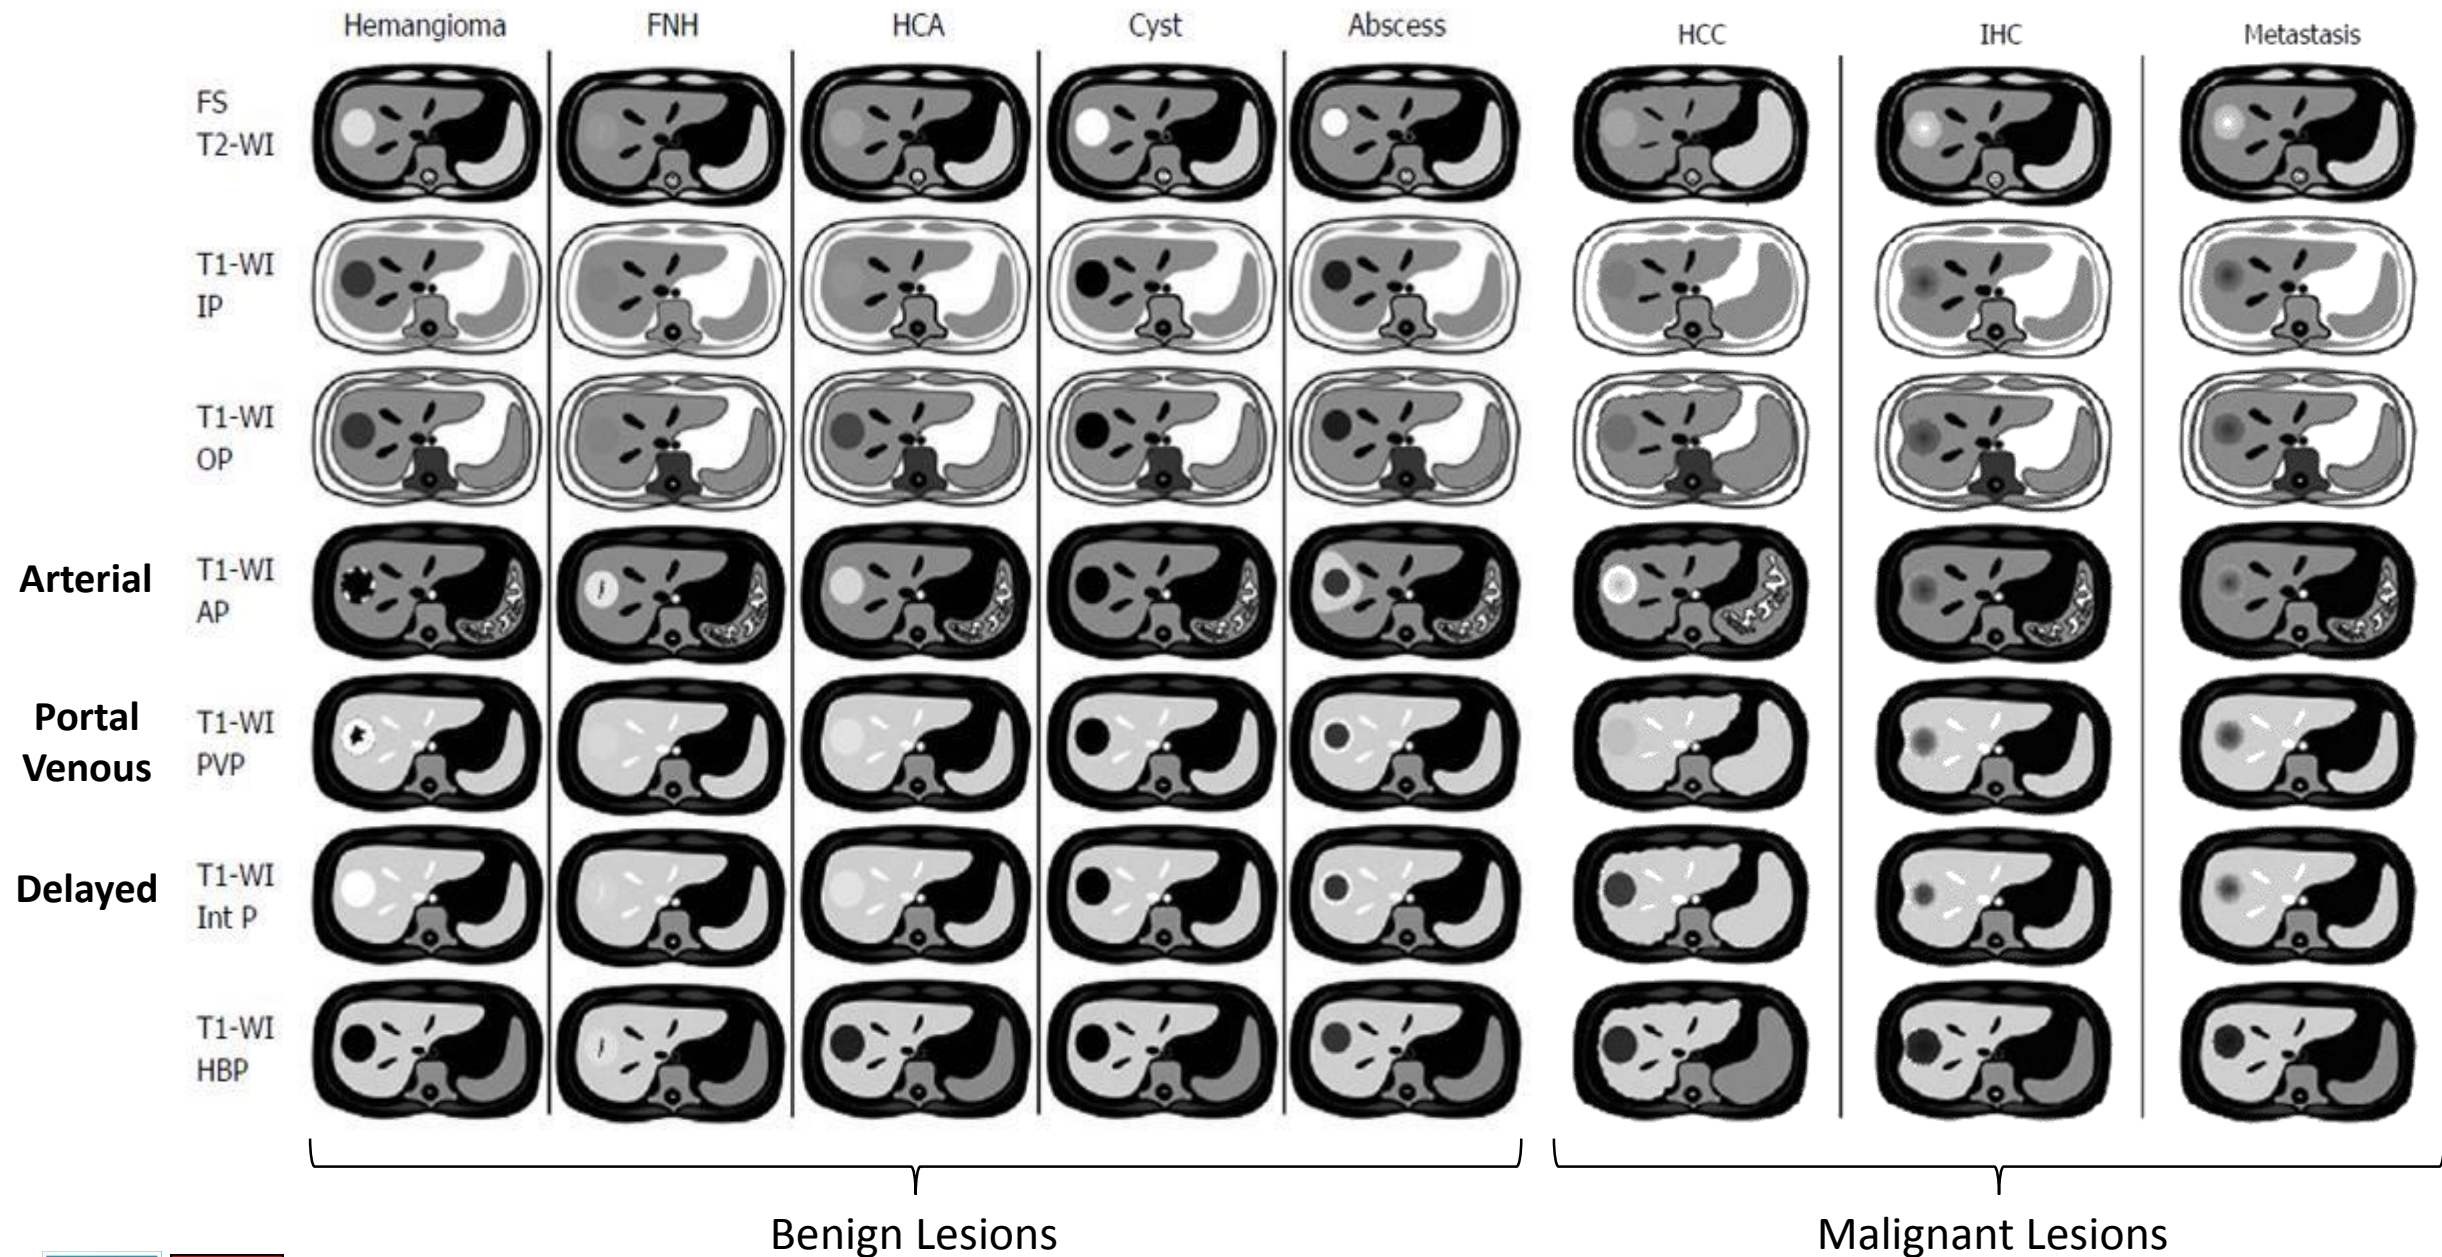 Hemangioma FNH HCA Cyst Abscess HCC IHC Metastasis
FS
T2-WI
T1-WI
IP
T1-WI
OP
Arterial
T1-WI
AP
Portal
Venous
T1-WI
PVP
Delayed
T1-WI
Int P
T1-WI
HBP
Benign Lesions
Malignant Lesions